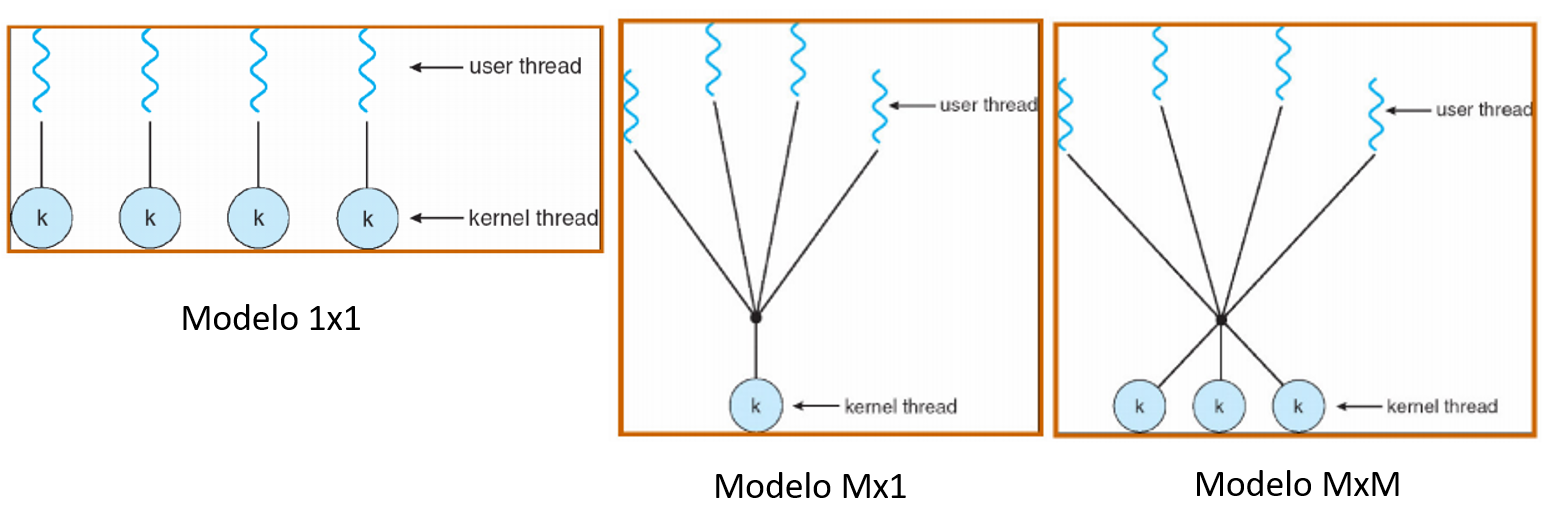 user thread
k
k
k
k
kernel thread
Modelo 1x1
user thread
k
kernel thread
Modelo Mx1
user thread
k
k
k
kernel thread
Modelo MxM